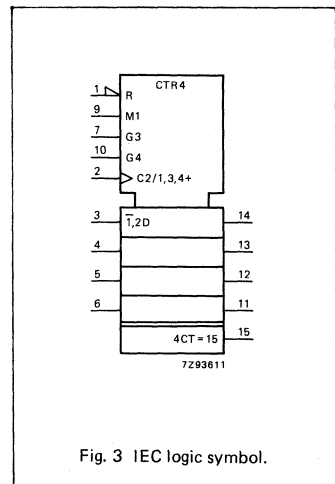 CTR4
1 R
9 M1
7 G3
10 G4
2 C2/1,3,4+
3 1̅,2D 14
4 13
5 12
6 11
4CT=15 15
7Z93611
Fig. 3 IEC logic symbol.